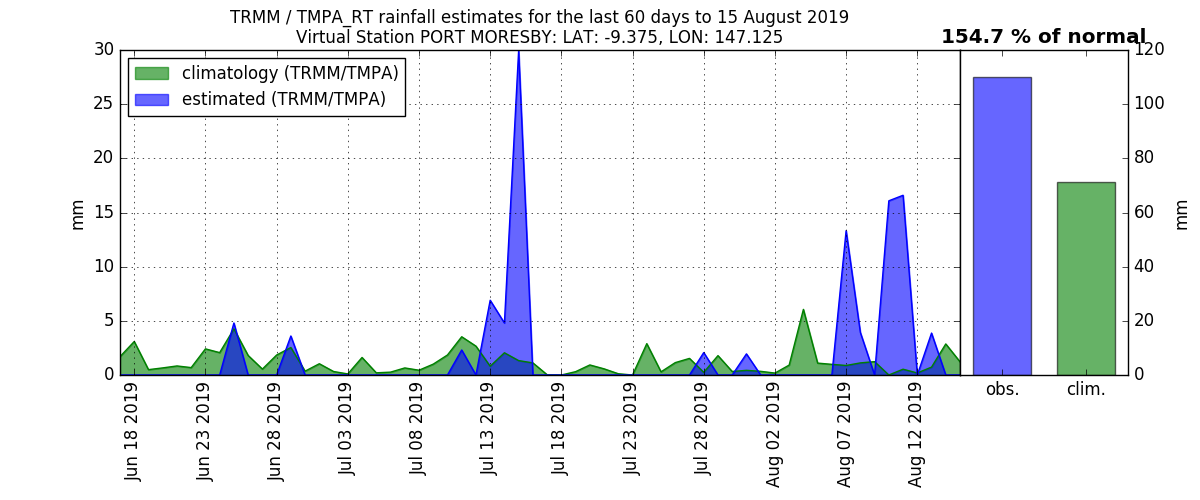 TRMM / TMPA_RT rainfall estimates for the last 60 days to 15 August 2019
Virtual Station PORT MORESBY: LAT: -9.375, LON: 147.125
154.7 % of normal
climatology (TRMM/TMPA)
estimated (TRMM/TMPA)
30
25
20
15
10
5
0
mm
120
100
80
60
40
20
0
mm
Jun 18 2019
Jun 23 2019
Jun 28 2019
Jul 03 2019
Jul 08 2019
Jul 13 2019
Jul 18 2019
Jul 23 2019
Jul 28 2019
Aug 02 2019
Aug 07 2019
Aug 12 2019
obs.
clim.